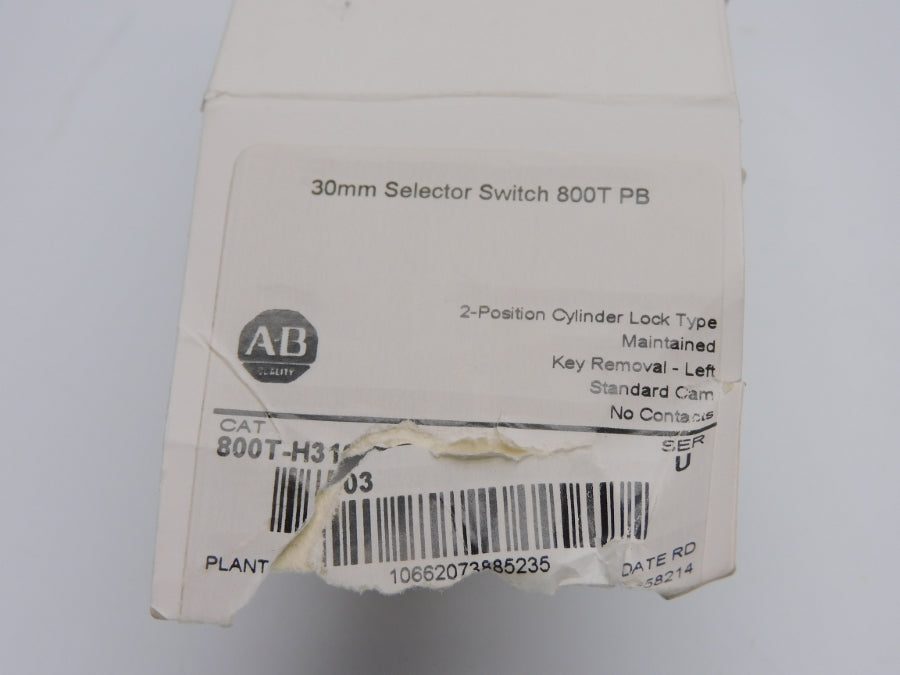 30mm Selector Switch 800T PB
2-Position Cylinder Lock Type
Maintained
Key Removal - Left
Standard Cam
No Contacts
AB
QUALITY
CAT
SER
800T-H31
U
03
PLANT
DATE RD
10662073885235
58214